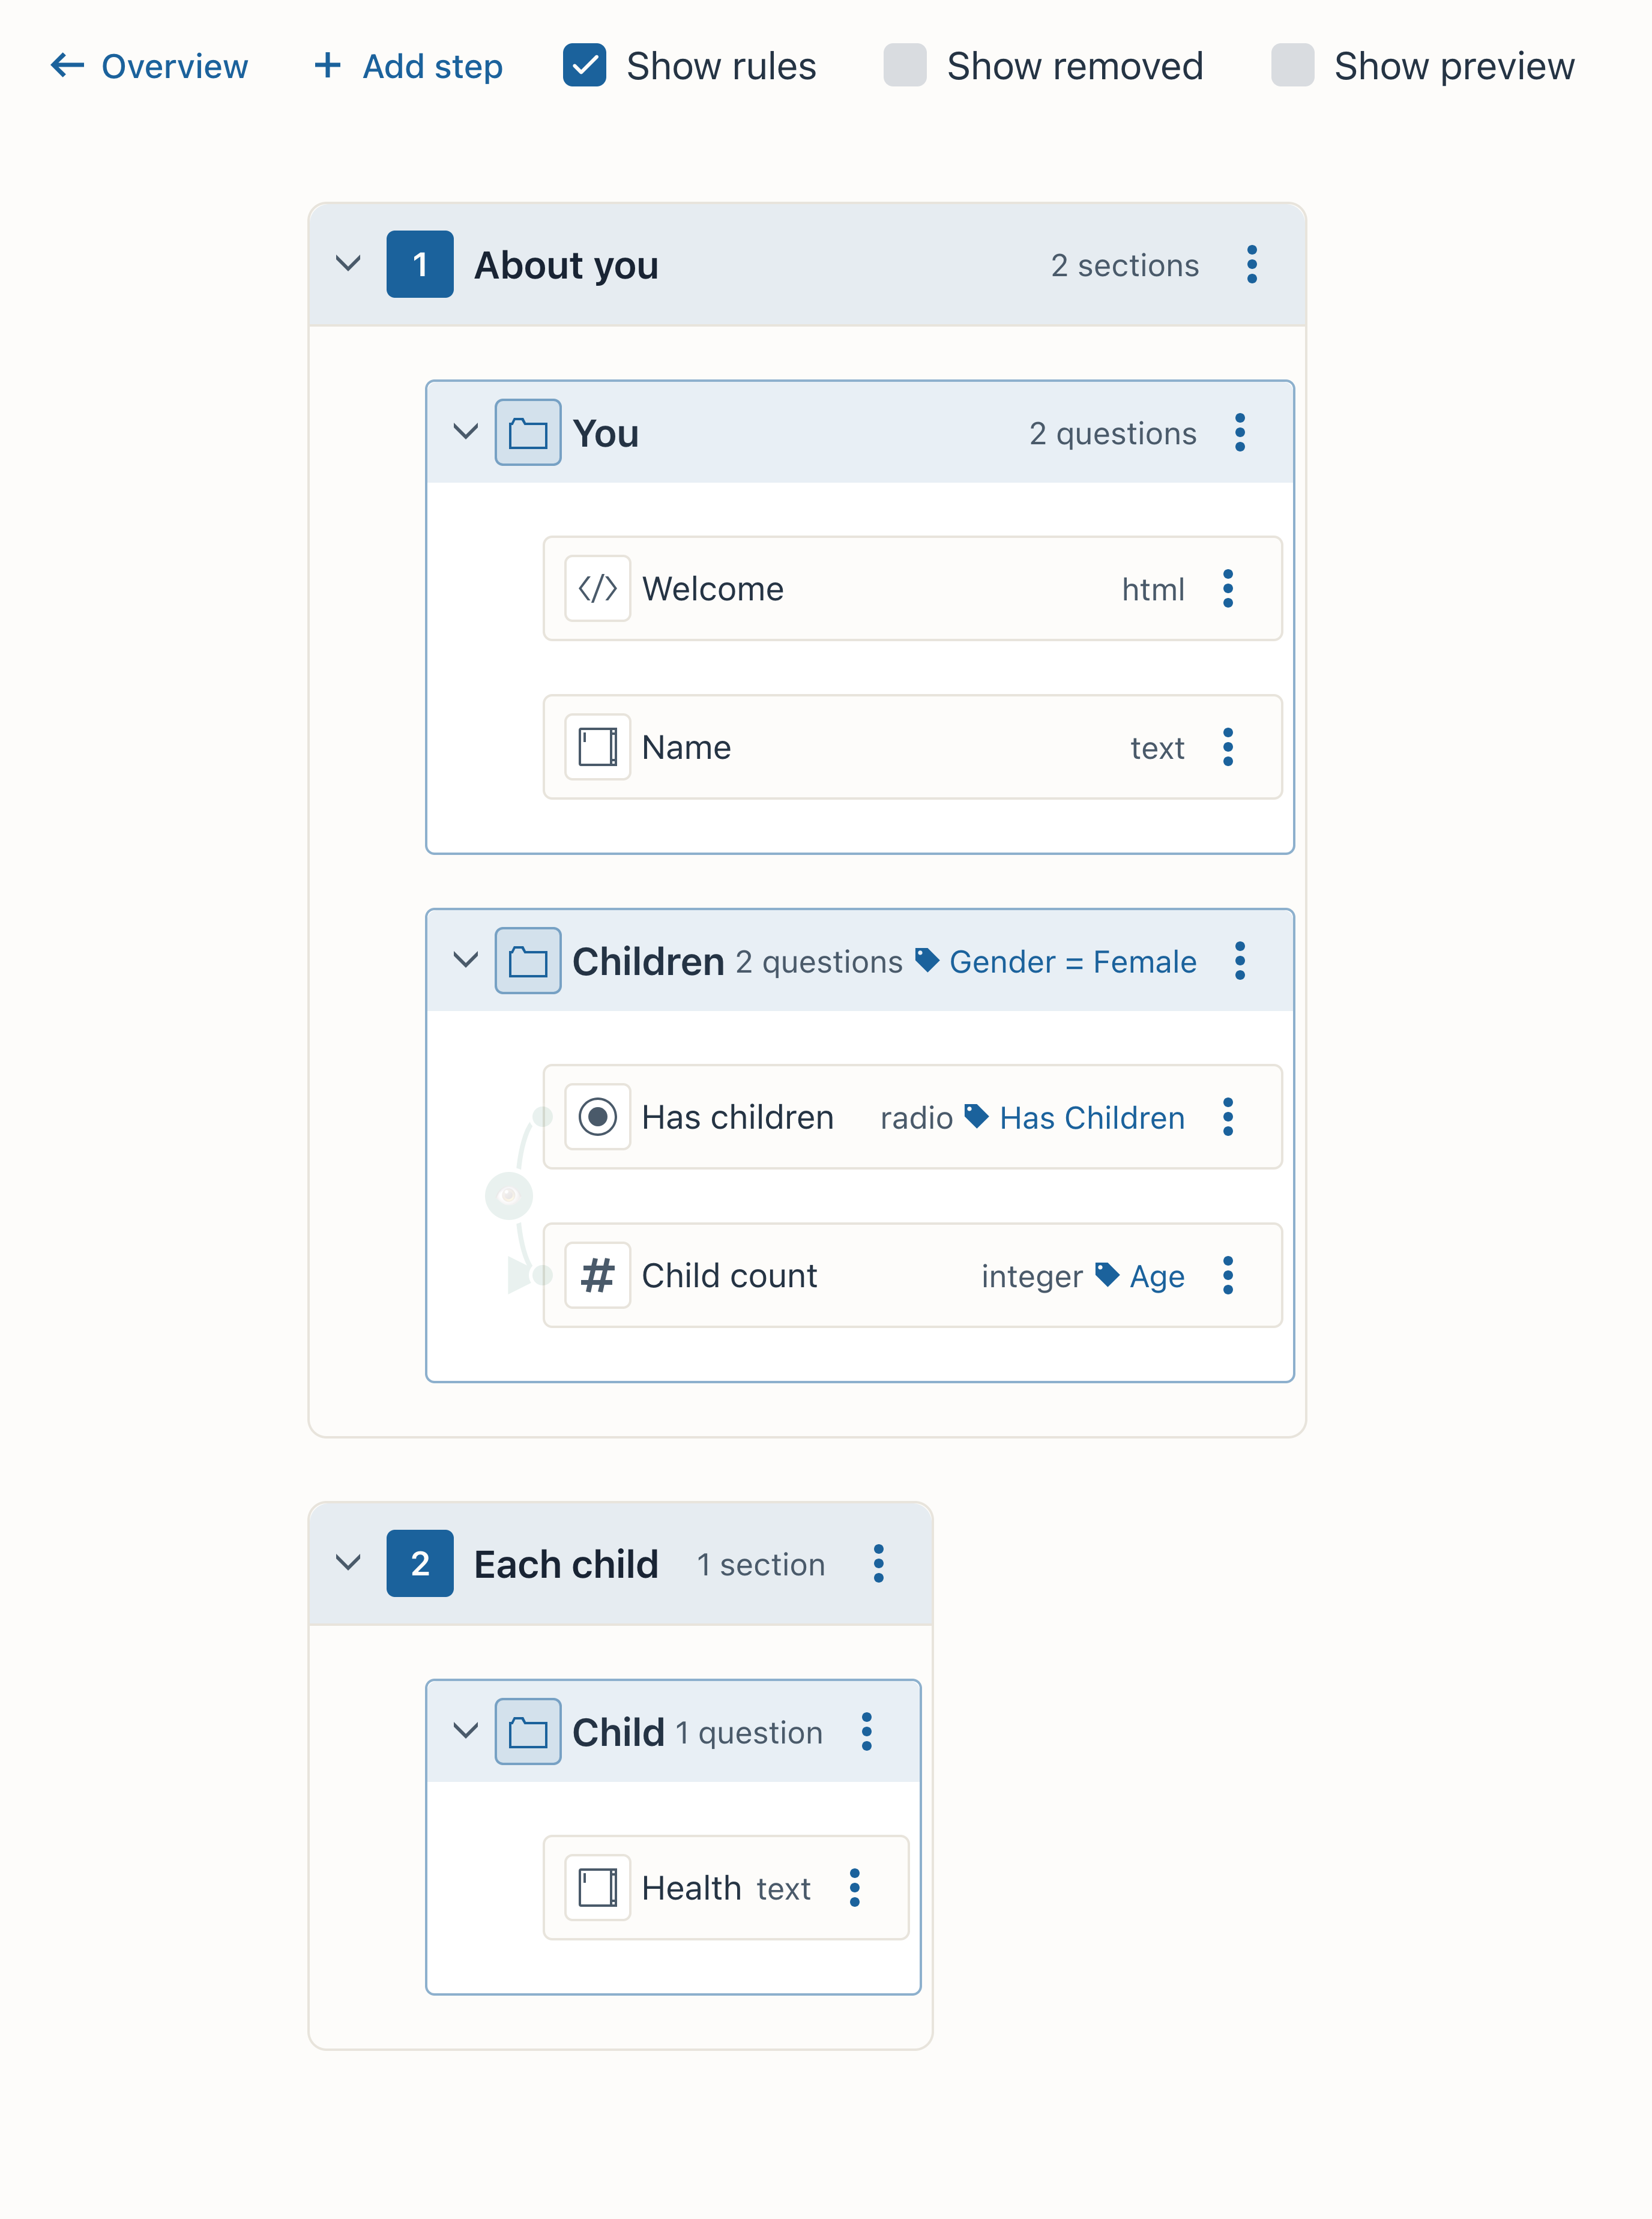 Overview + Add step Show rules Show removed Show preview
1 About you 2 sections
You 2 questions
</> Welcome html
Name text
Children 2 questions Gender = Female
Has children radio Has Children
# Child count integer Age
2 Each child 1 section
Child 1 question
Health text